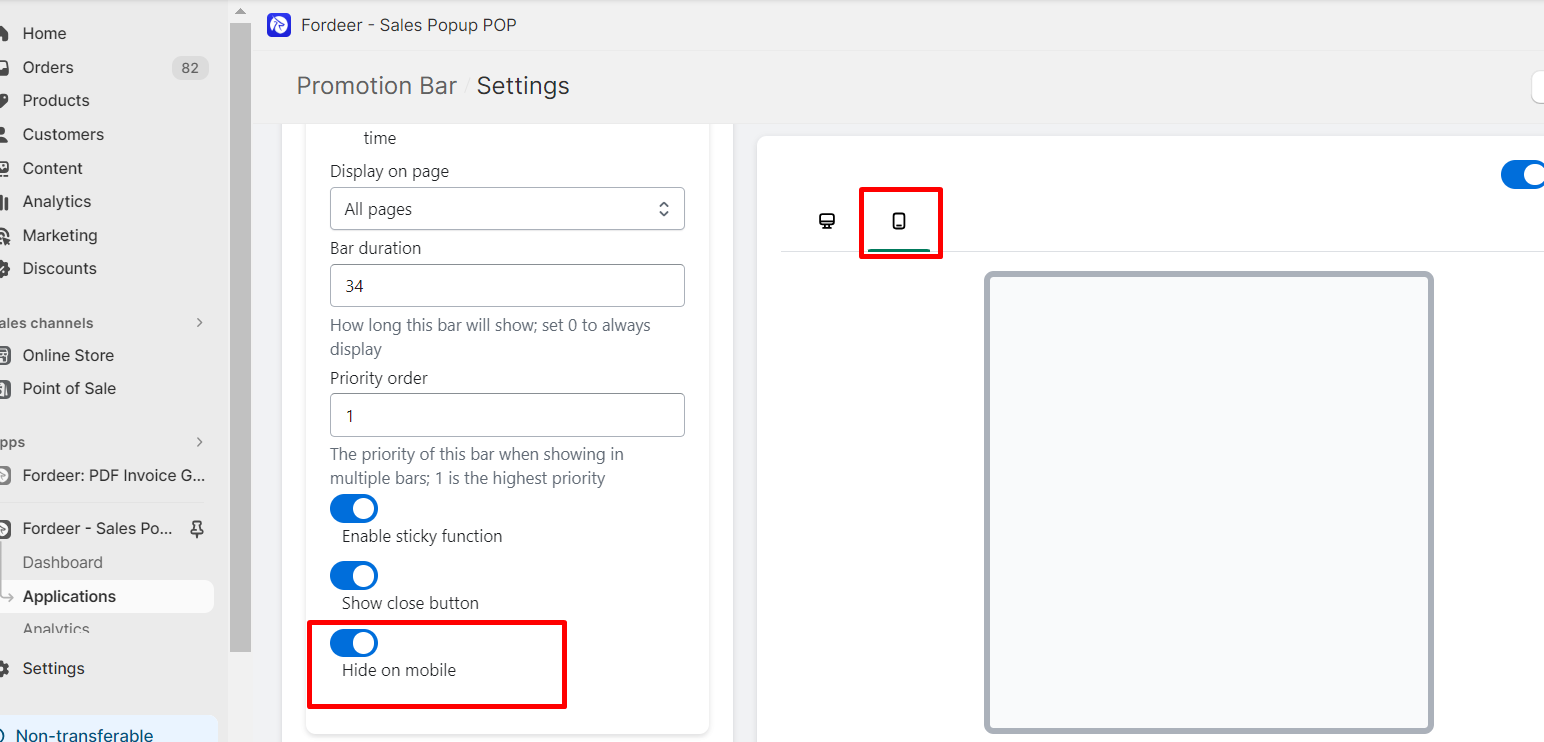 Home
Orders 82
Products
Customers
Content
Analytics
Marketing
Discounts
ales channels
Online Store
Point of Sale
pps
Fordeer: PDF Invoice G...
Fordeer - Sales Po...
Dashboard
Applications
Analytics
Settings
Non-transferable
Fordeer - Sales Popup POP
Promotion Bar / Settings
time
Display on page
All pages
Bar duration
34
How long this bar will show; set 0 to always
display
Priority order
1
The priority of this bar when showing in
multiple bars; 1 is the highest priority
Enable sticky function
Show close button
Hide on mobile